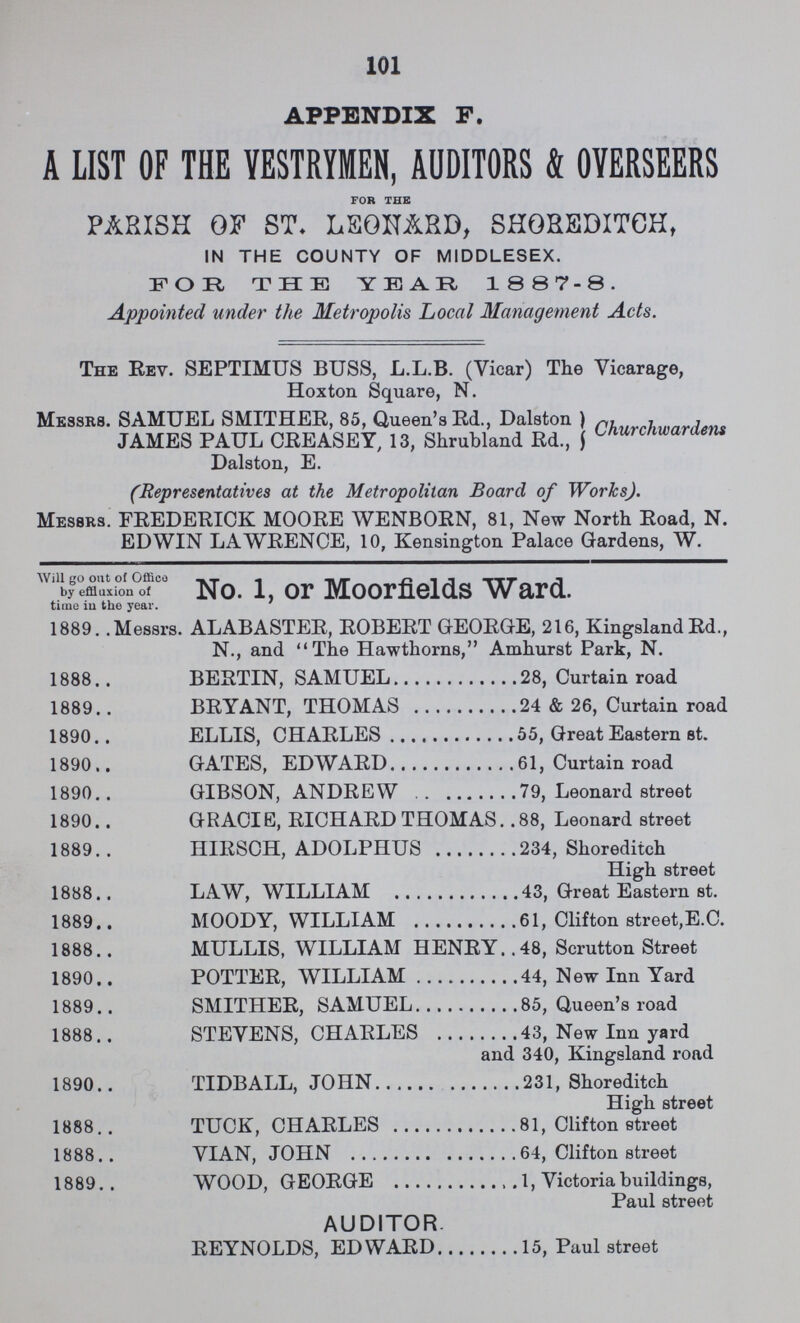 101
APPENDIX F.
A LIST OF THE VESTRYMEN, AUDITORS & OVERSEERS
FOR THE
PARISH OF ST. LEONARD, SHOREDITCH,
IN THE COUNTY OF MIDDLESEX.
FOR THE YEAR 1887-8.
Appointed under the Metropolis Local Management Acts.
THE REV. SEPTIMUS BUSS, L.L.B. (Vicar) The Vicarage,
Hoxton Square, N.
MESSRS. SAMUEL SMITHER, 85, Queen's Rd., Dalston } Churchwardens
JAMES PAUL CREASEY, 13, Shrubland Rd., }
Dalston, E.
(Representatives at the Metropolitan Board of Works).
MESSRS. FREDERICK MOORE WENBORN, 81, New North Road, N.
EDWIN LAWRENCE, 10, Kensington Palace Gardens, W.
Will go out of Office
by effluxion of
time in the year.
No. 1, or Moorfields Ward.
1889..Messrs. ALABASTER, ROBERT GEORGE, 216, Kingsland Rd.,
N., and "The Hawthorns," Amhurst Park, N.
1888.. BERTIN, SAMUEL............28, Curtain road
1889.. BRYANT, THOMAS ..........24 & 26, Curtain road
1890.. ELLIS, CHARLES ............55, Great Eastern st.
1890.. GATES, EDWARD............61, Curtain road
1890.. GIBSON, ANDREW .. ........79, Leonard street
1890.. GRACIE, RICHARD THOMAS..88, Leonard street
1889.. HIRSCH, ADOLPHUS ........234, Shoreditch
High street
1888.. LAW, WILLIAM ............43, Great Eastern st.
1889.. MOODY, WILLIAM ..........61, Clifton street,E.C.
1888.. MULLIS, WILLIAM HENRY..48, Scrutton Street
1890.. POTTER, WILLIAM ..........44, New Inn Yard
1889.. SMITHER, SAMUEL..........85, Queen's road
1888.. STEVENS, CHARLES ........43, New Inn yard
and 340, Kingsland road
1890.. TIDBALL, JOHN...... ........231, Shoreditch
High street
1888.. TUCK, CHARLES ............81, Clifton street
1888.. VIAN, JOHN ........ ........64, Clifton street
1889.. WOOD, GEORGE ............1, Victoria buildings,
Paul street
AUDITOR.
REYNOLDS, EDWARD........15, Paul street